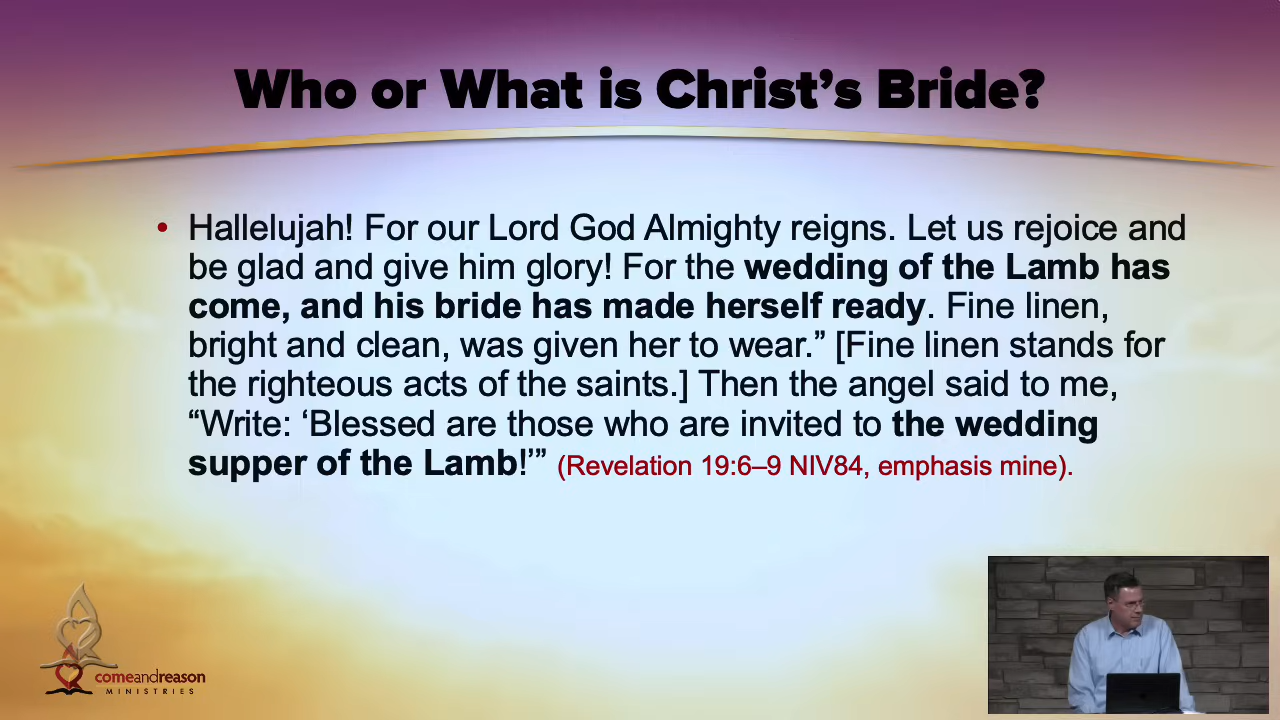 Who or What is Christ’s Bride?
• Hallelujah! For our Lord God Almighty reigns. Let us rejoice and
be glad and give him glory! For the wedding of the Lamb has
come, and his bride has made herself ready. Fine linen,
bright and clean, was given her to wear.” [Fine linen stands for
the righteous acts of the saints.] Then the angel said to me,
“Write: ‘Blessed are those who are invited to the wedding
supper of the Lamb!’” (Revelation 19:6–9 NIV84, emphasis mine).
comeandreason
MINISTRIES